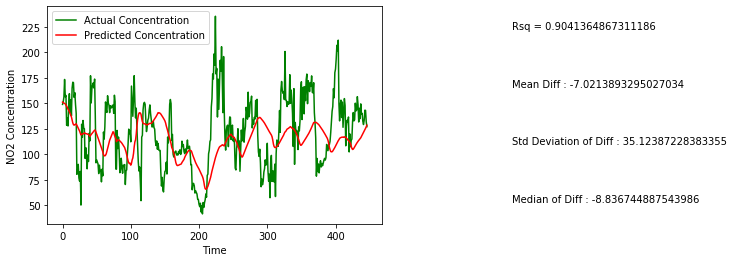 Actual Concentration
Predicted Concentration
225
200
175
150
125
100
75
50
NO2 Concentration
0
100
200
300
400
Time
Rsq = 0.9041364867311186
Mean Diff : -7.0213893295027034
Std Deviation of Diff : 35.12387228383355
Median of Diff : -8.836744887543986